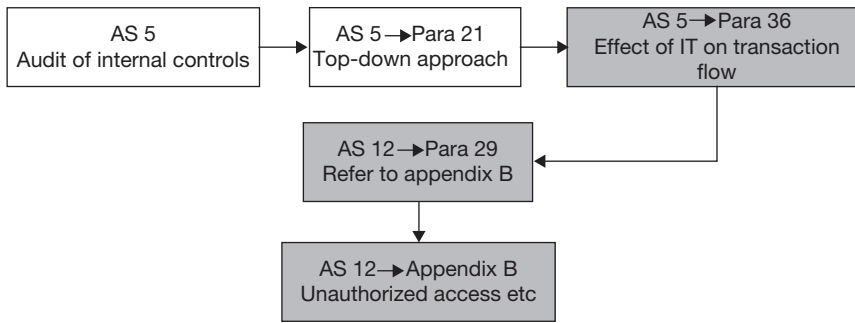 AS 5
Audit of internal controls
AS 5→Para 21
Top-down approach
AS 5→Para 36
Effect of IT on transaction
flow
AS 12→Para 29
Refer to appendix B
AS 12→Appendix B
Unauthorized access etc